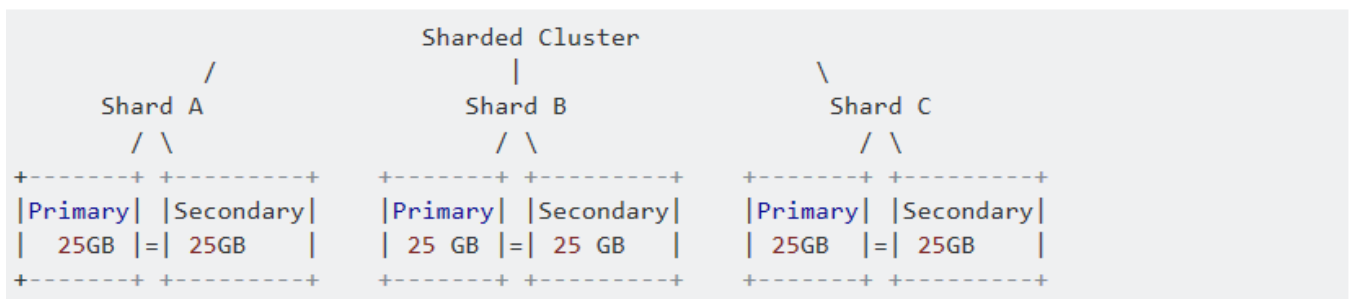 Sharded Cluster
             /                    |                    \
      Shard A                  Shard B                  Shard C
        / \                      / \                      / \
+-------+ +---------+    +-------+ +---------+    +-------+ +---------+
|Primary| |Secondary|    |Primary| |Secondary|    |Primary| |Secondary|
|  25GB |=| 25GB    |    | 25 GB |=| 25 GB   |    | 25GB  |=| 25GB    |
+-------+ +---------+    +-------+ +---------+    +-------+ +---------+